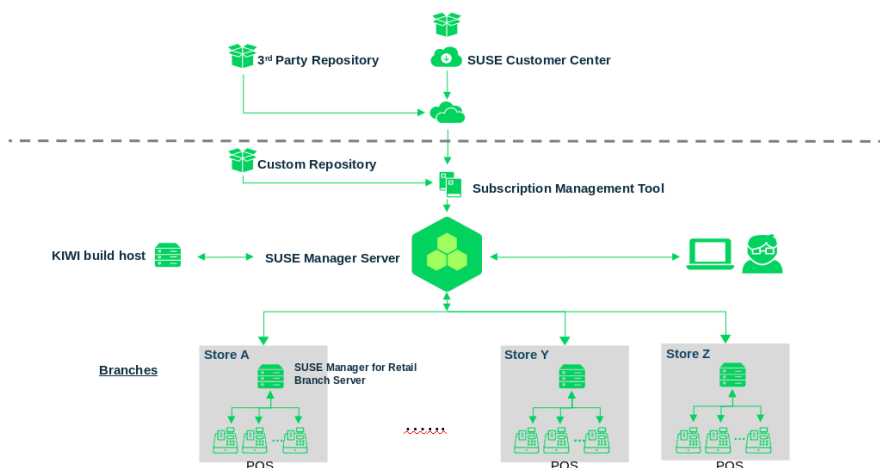 3rd Party Repository
SUSE Customer Center
Custom Repository
Subscription Management Tool
KIWI build host
SUSE Manager Server
Branches
Store A
SUSE Manager for Retail
Branch Server
Store Y
Store Z
...
......
...
...
POS
POS
POS